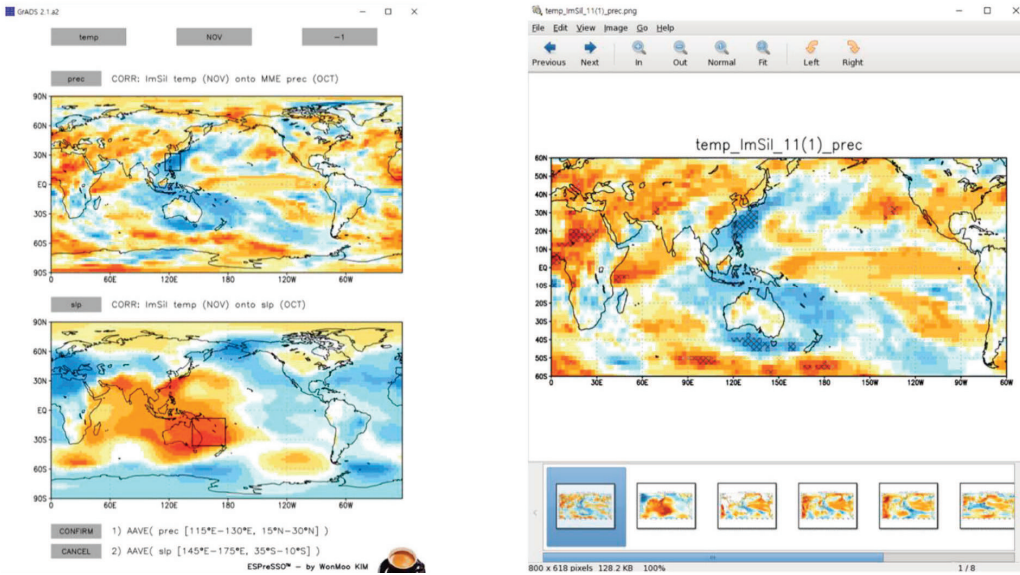 GrADS 2.1.a2
temp NOV −1
prec CORR: ImSil temp (NOV) onto MME prec (OCT)
90N
60N
30N
EQ
30S
60S
90S
60E 120E 180 120W 60W
slp CORR: ImSil temp (NOV) onto slp (OCT)
90N
60N
30N
EQ
30S
60S
90S
60E 120E 180 120W 60W
CONFIRM 1) AAVE( prec [115°E−130°E, 15°N−30°N] )
CANCEL 2) AAVE( slp [145°E−175°E, 35°S−10°S] )
ESPreSSO™ – by WonMoo KIM
temp_ImSil_11(1)_prec.png
File Edit View Image Go Help
Previous Next In Out Normal Fit Left Right
temp_ImSil_11(1)_prec
60N
50N
40N
30N
20N
10N
EQ
10S
20S
30S
40S
50S
60S
0 30E 60E 90E 120E 150E 180 150W 120W 90W 60W
800 x 618 pixels 128.2 KB 100% 1 / 8